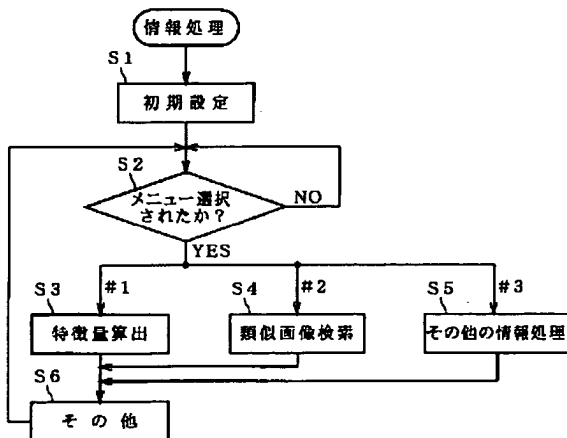 情報処理
S1
初期設定
S2
メニュー選択
されたか?
NO
YES
S3
#1
S4
#2
S5
#3
特徴量算出
類似画像検索
その他の情報処理
S6
その他